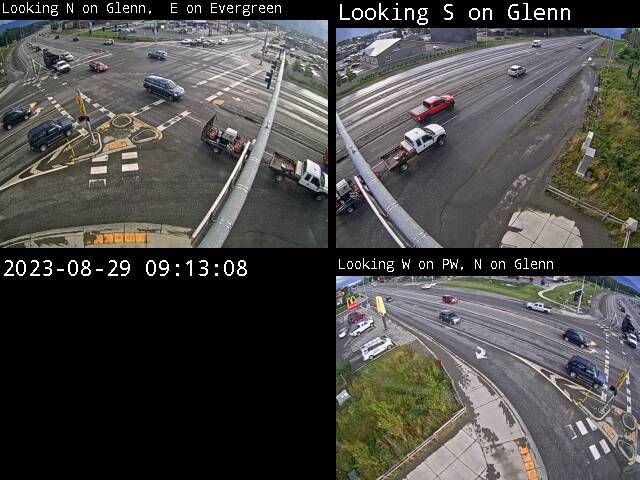 Looking N on Glenn,  E on Evergreen
Looking S on Glenn
2023-08-29 09:13:08
Looking W on PW, N on Glenn